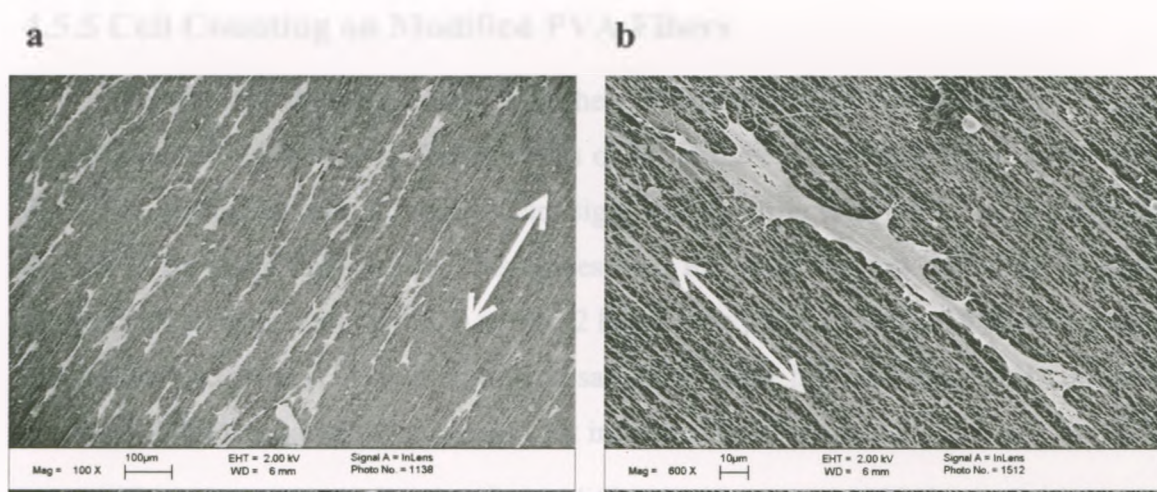 4.5.5 Cell Counting on Modified PVA Fibers
a b
100µm EHT = 2.00 kV Signal A = InLens
Mag = 100 X WD = 6 mm Photo No. = 1138
10µm EHT = 2.00 kV Signal A = InLens
Mag = 600 X WD = 6 mm Photo No. = 1512